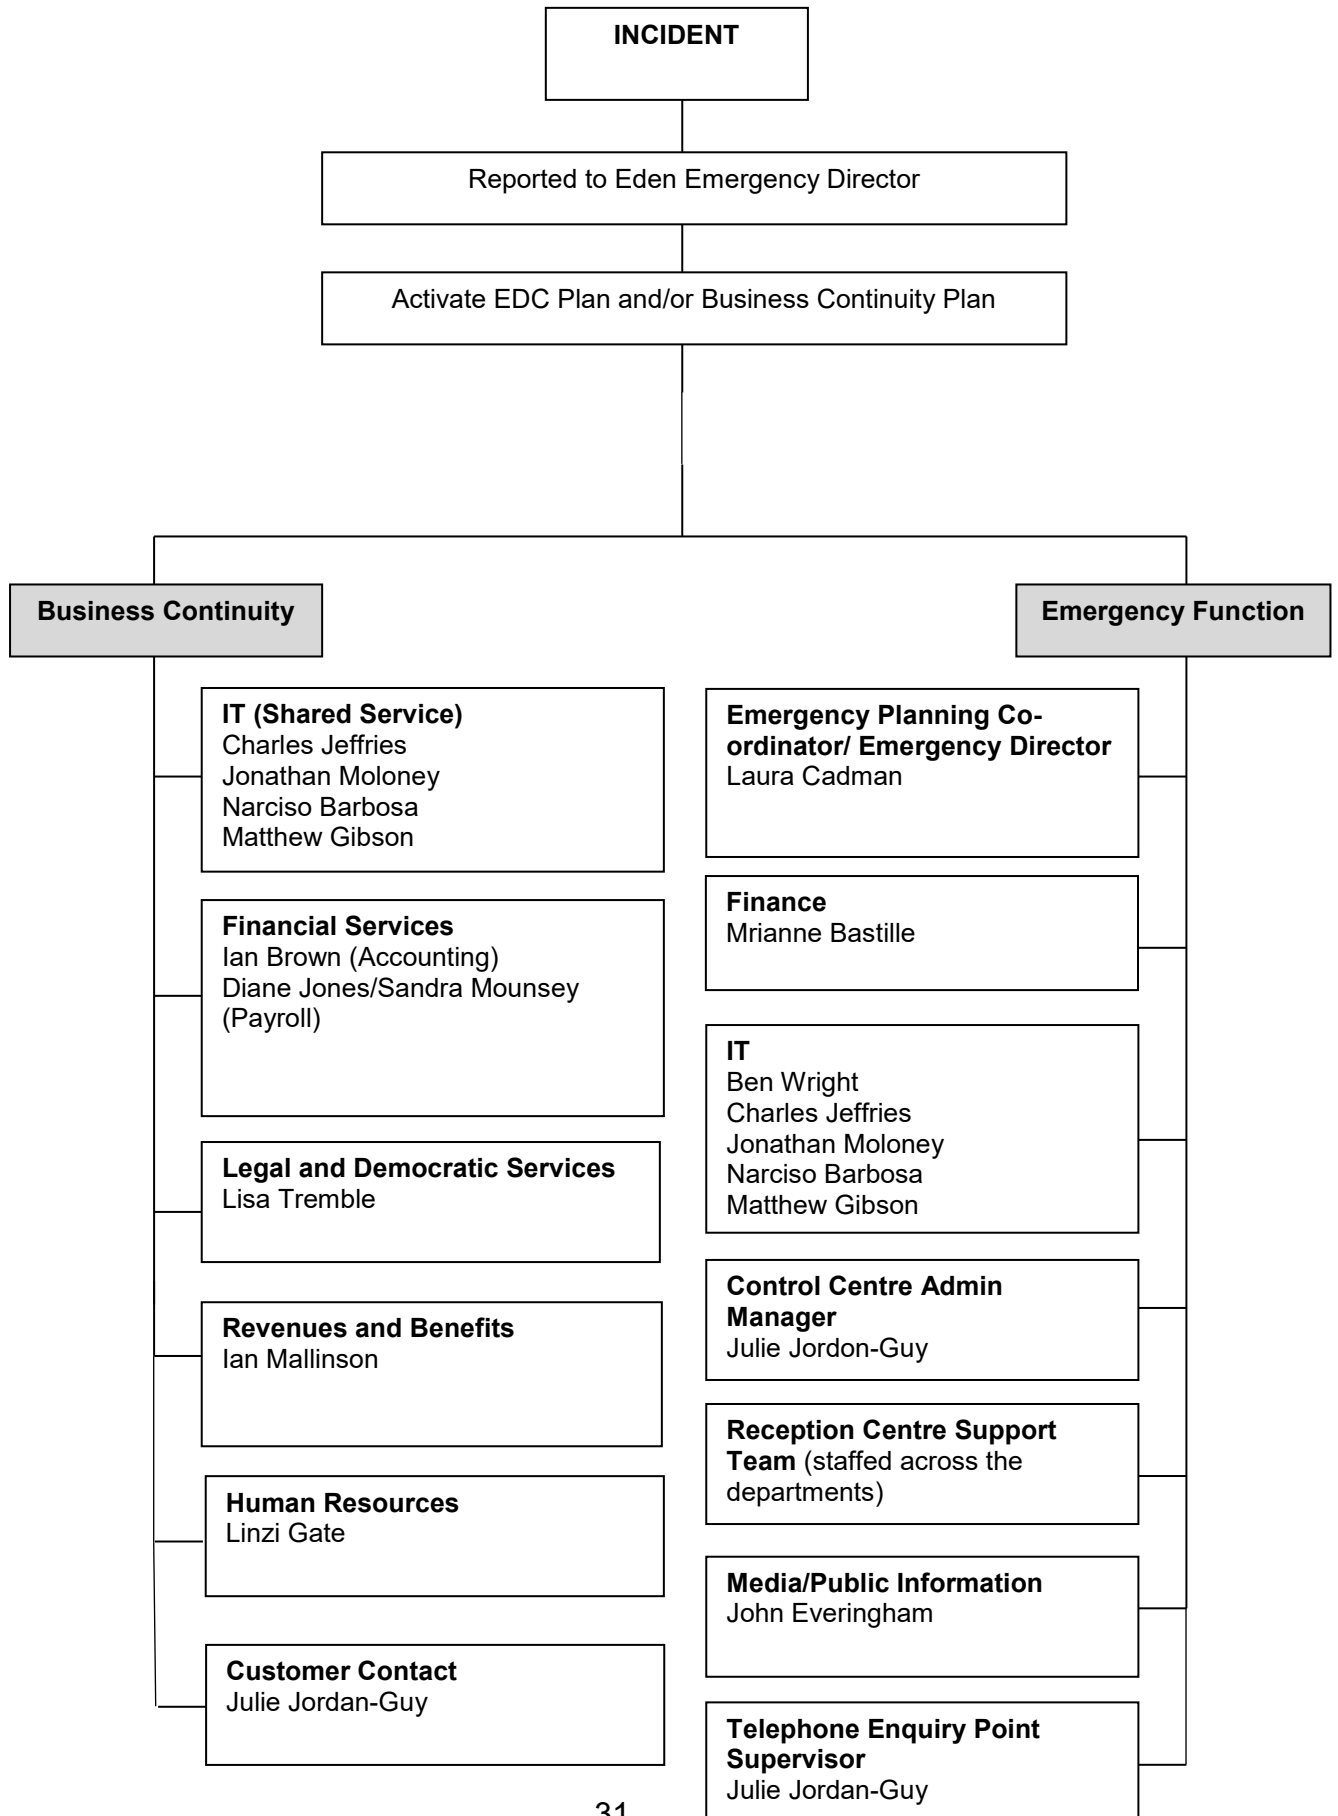 INCIDENT
Reported to Eden Emergency Director
Activate EDC Plan and/or Business Continuity Plan
Business Continuity
IT (Shared Service)
Charles Jeffries
Jonathan Moloney
Narciso Barbosa
Matthew Gibson
Financial Services
Ian Brown (Accounting)
Diane Jones/Sandra Mounsey
(Payroll)
Legal and Democratic Services
Lisa Tremble
Revenues and Benefits
Ian Mallinson
Human Resources
Linzi Gate
Customer Contact
Julie Jordan-Guy
Emergency Function
Emergency Planning Co-
ordinator/ Emergency Director
Laura Cadman
Finance
Mrianne Bastille
IT
Ben Wright
Charles Jeffries
Jonathan Moloney
Narciso Barbosa
Matthew Gibson
Control Centre Admin
Manager
Julie Jordon-Guy
Reception Centre Support
Team (staffed across the
departments)
Media/Public Information
John Everingham
Telephone Enquiry Point
Supervisor
Julie Jordan-Guy
31